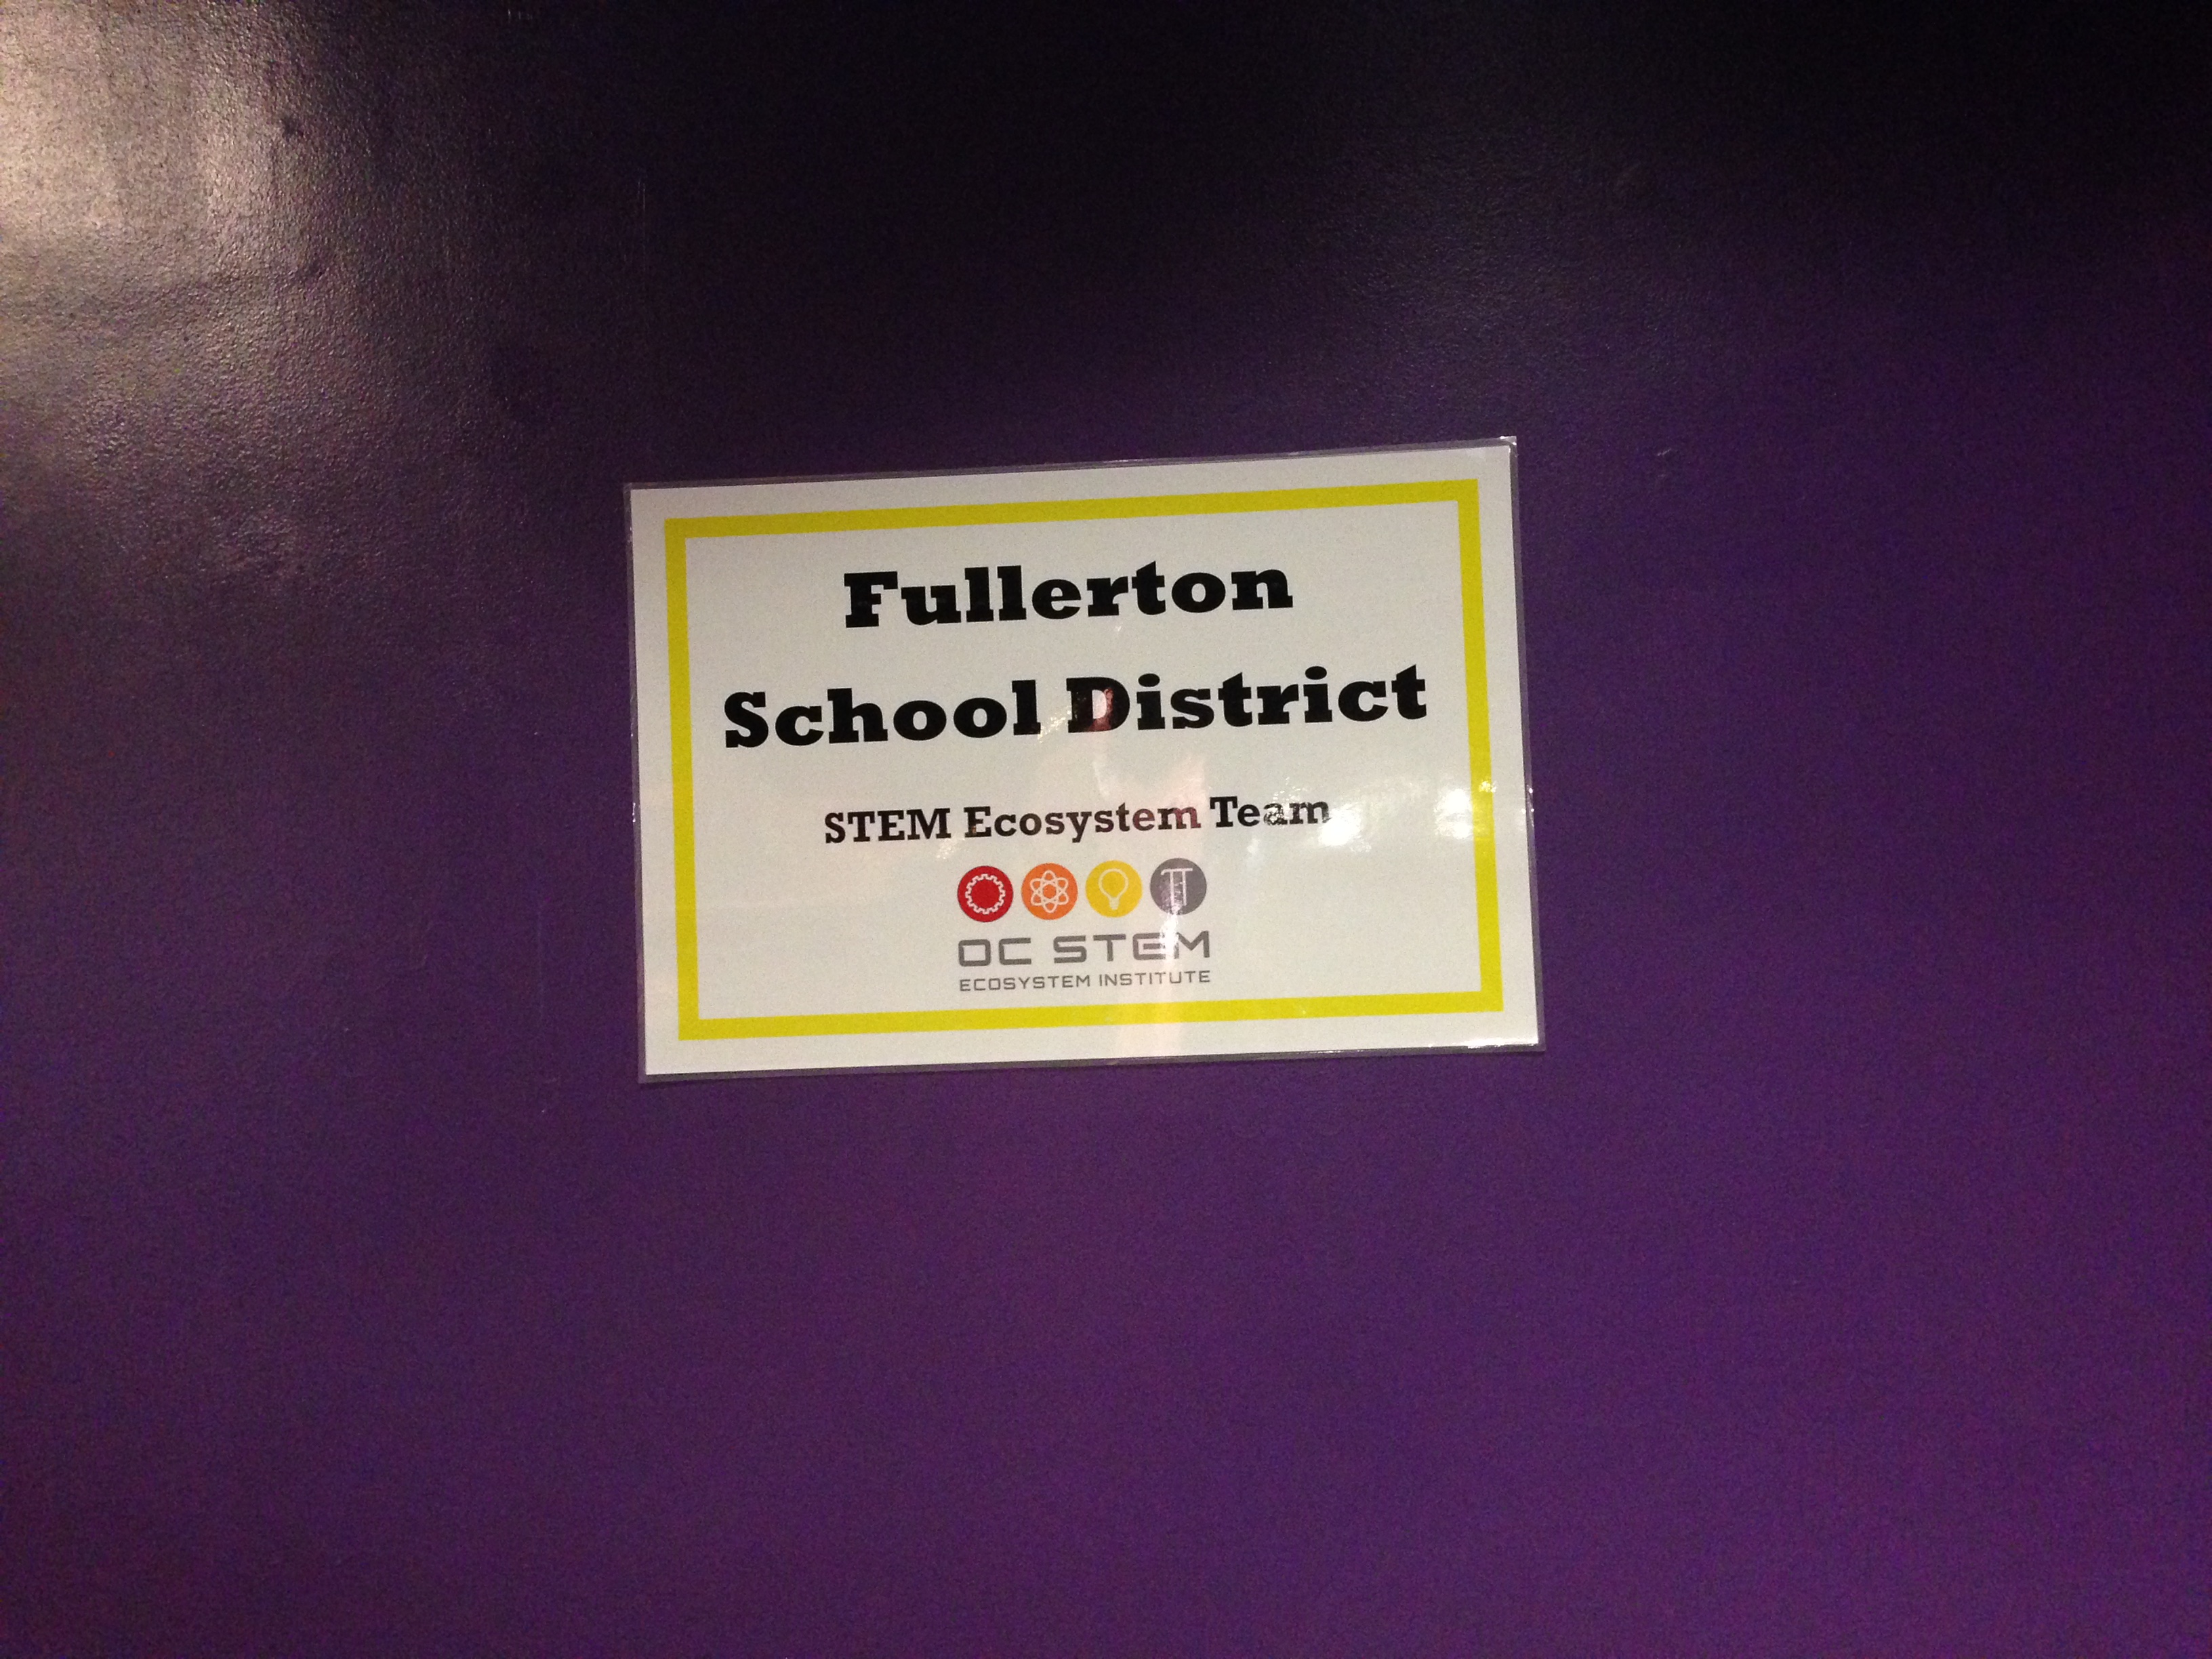 Fullerton
School District
STEM Ecosystem Team
OC STEM
ECOSYSTEM INSTITUTE